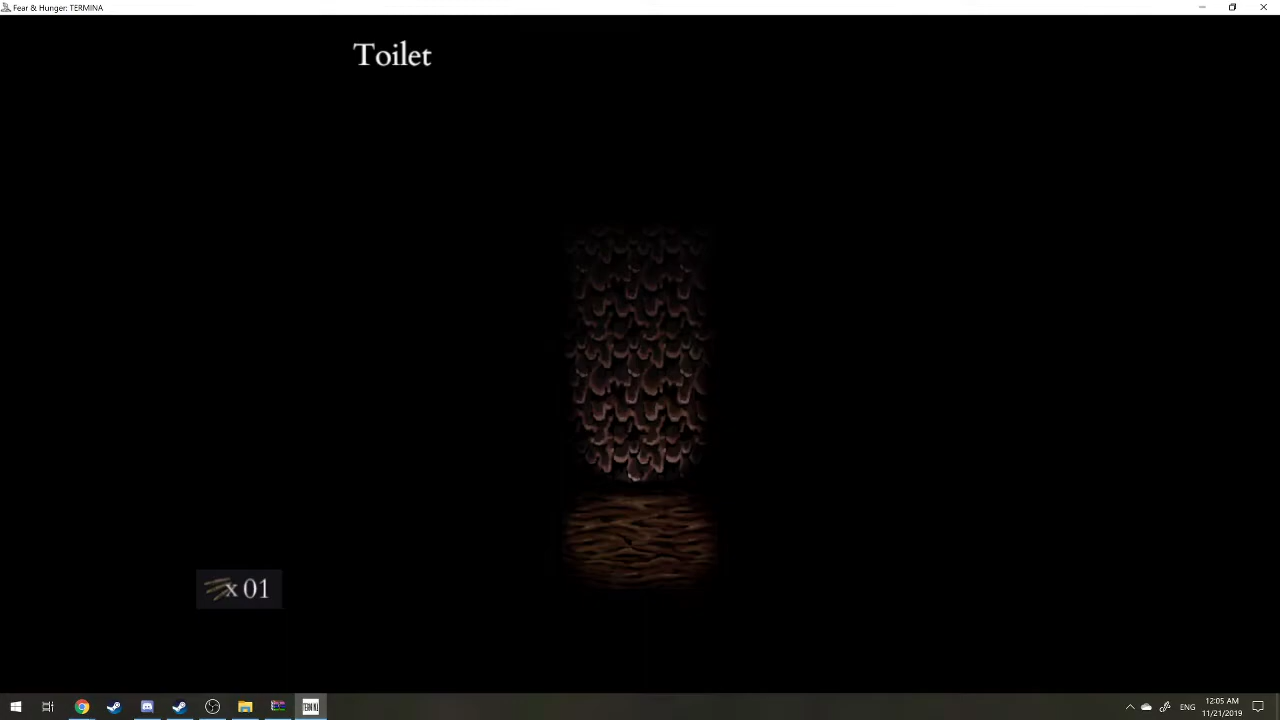 Fear & Hunger: TERMINA
Toilet
x 01
12:05 AM
ENG
11/21/2019